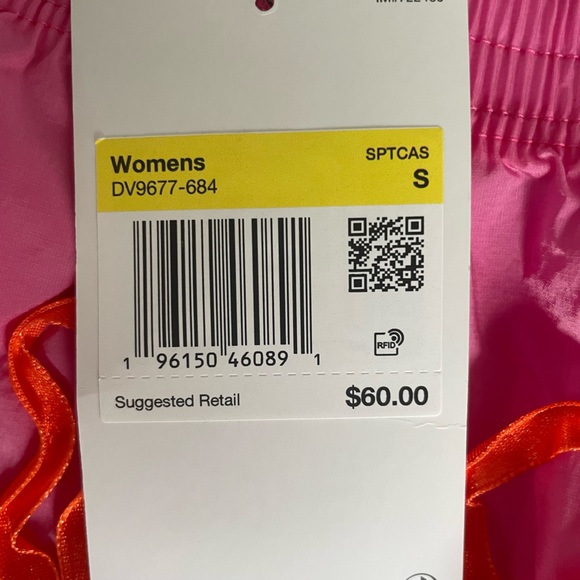 Womens
SPTCAS
DV9677-684
S
RFID
1 96150 46089 1
Suggested Retail
$60.00